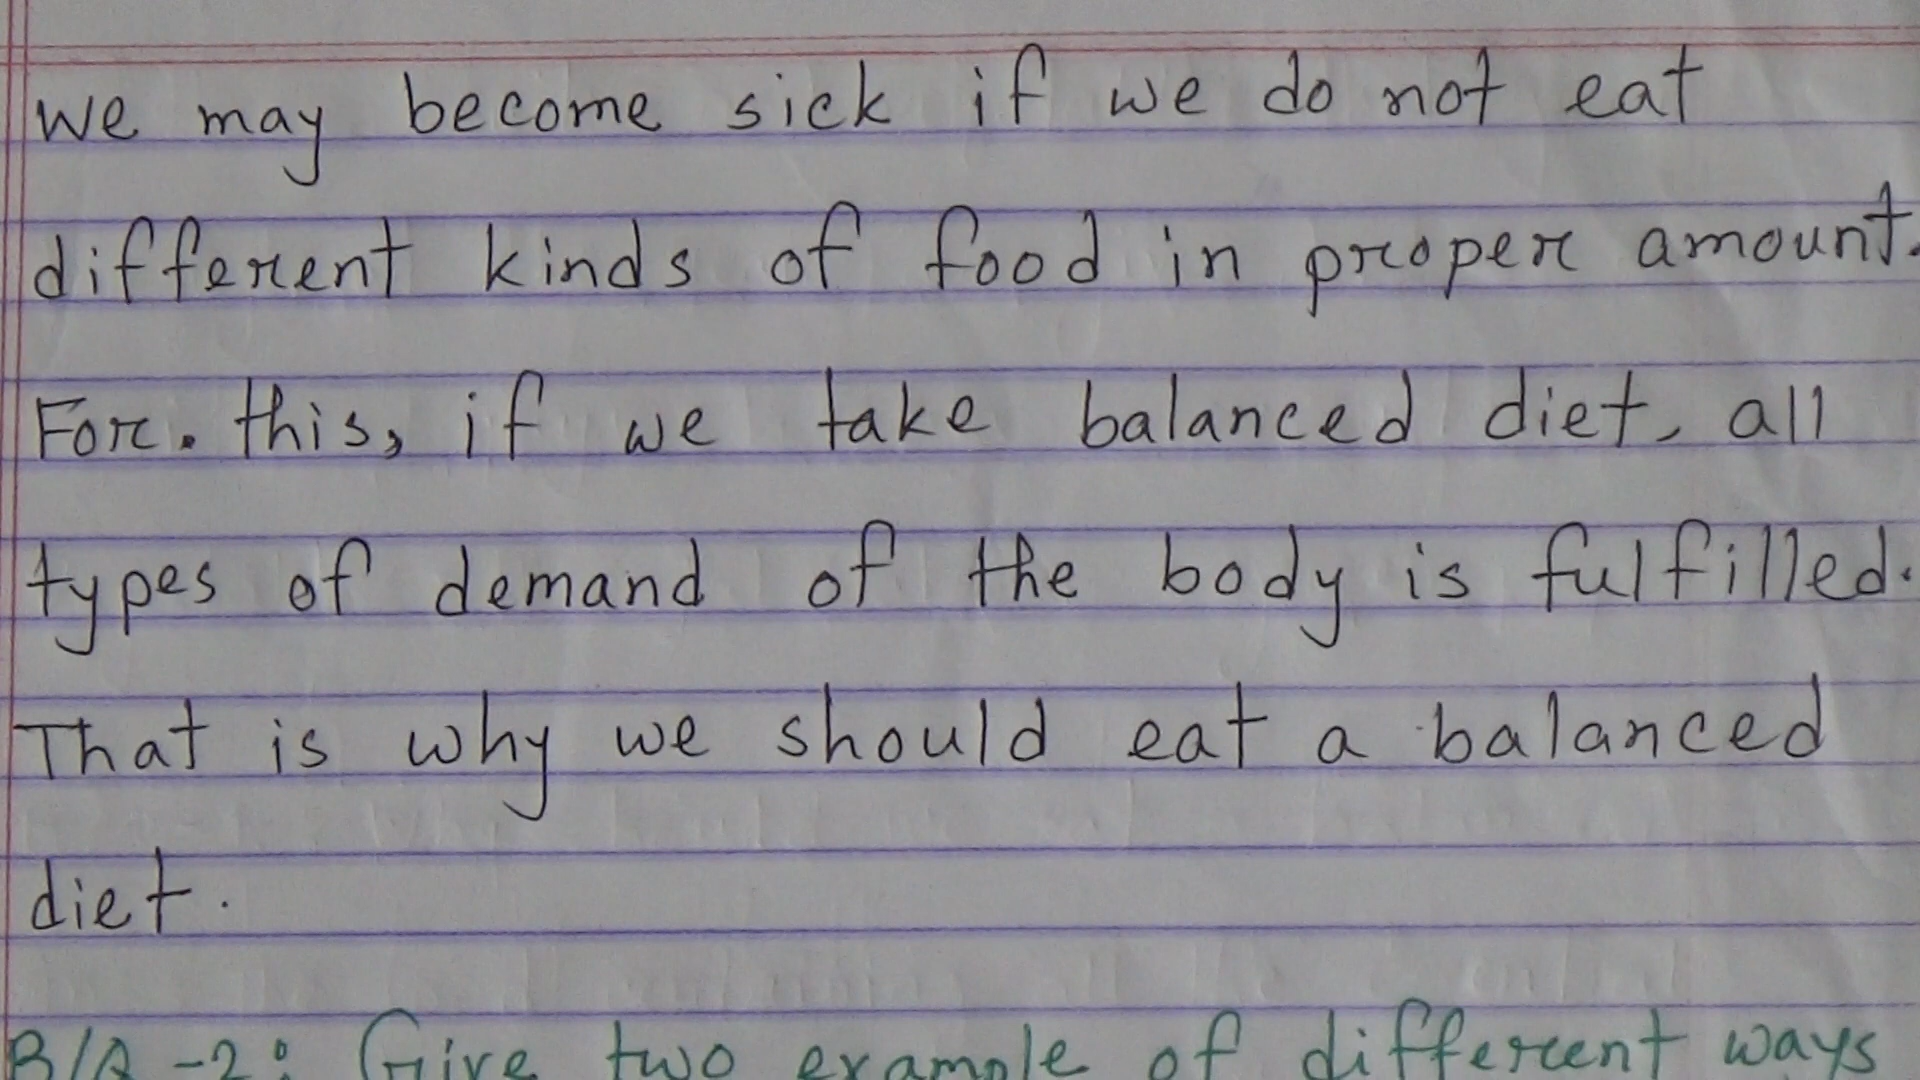 We may become sick if we do not eat
different kinds of food in proper amount.
For. this, if we take balanced diet, all
types of demand of the body is fulfilled.
That is why we should eat a balanced
diet.
B/Q-2: Give two example of different ways